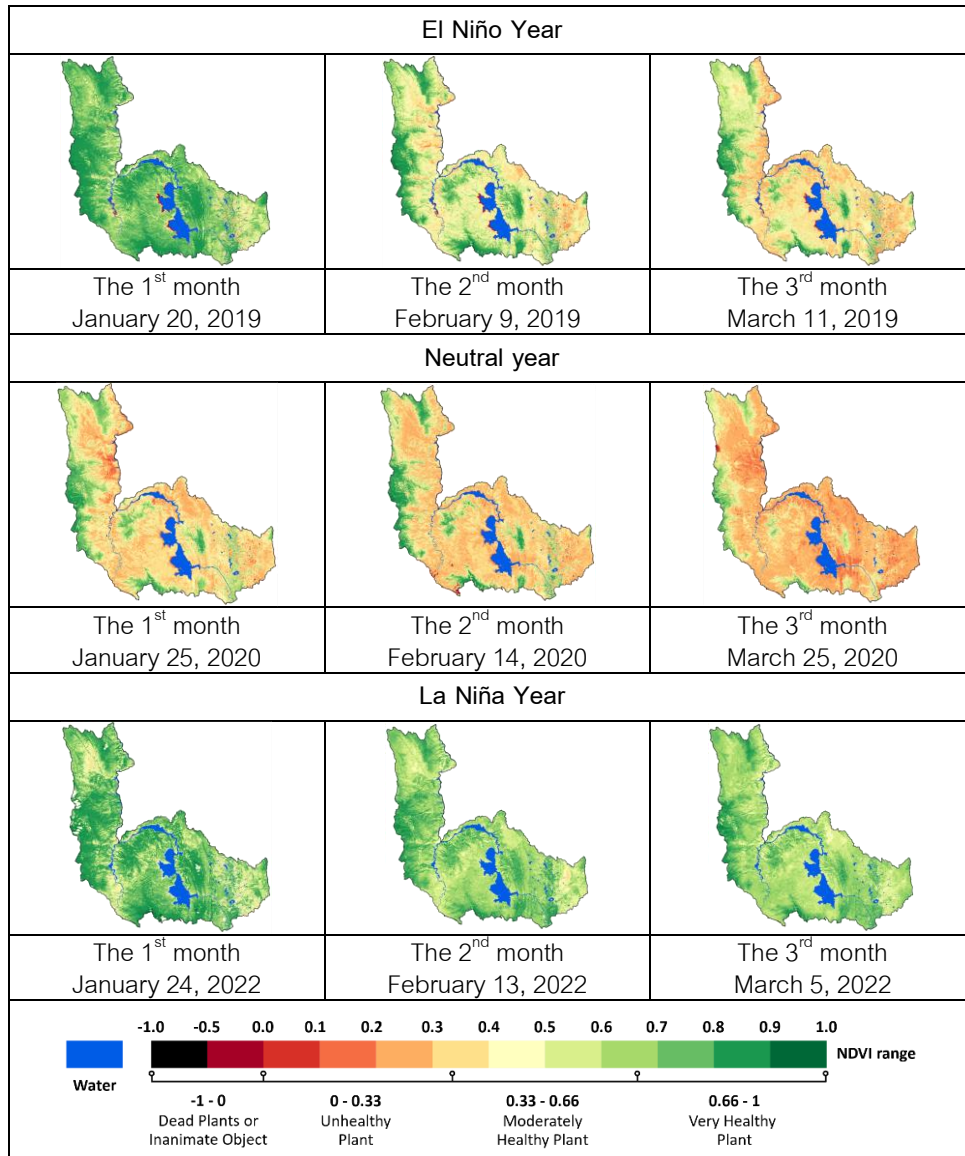 El Niño Year
The 1st month
January 20, 2019
The 2nd month
February 9, 2019
The 3rd month
March 11, 2019
Neutral year
The 1st month
January 25, 2020
The 2nd month
February 14, 2020
The 3rd month
March 25, 2020
La Niña Year
The 1st month
January 24, 2022
The 2nd month
February 13, 2022
The 3rd month
March 5, 2022
-1.0 -0.5 0.0 0.1 0.2 0.3 0.4 0.5 0.6 0.7 0.8 0.9 1.0
NDVI range
Water
-1 - 0
Dead Plants or
Inanimate Object
0 - 0.33
Unhealthy
Plant
0.33 - 0.66
Moderately
Healthy Plant
0.66 - 1
Very Healthy
Plant